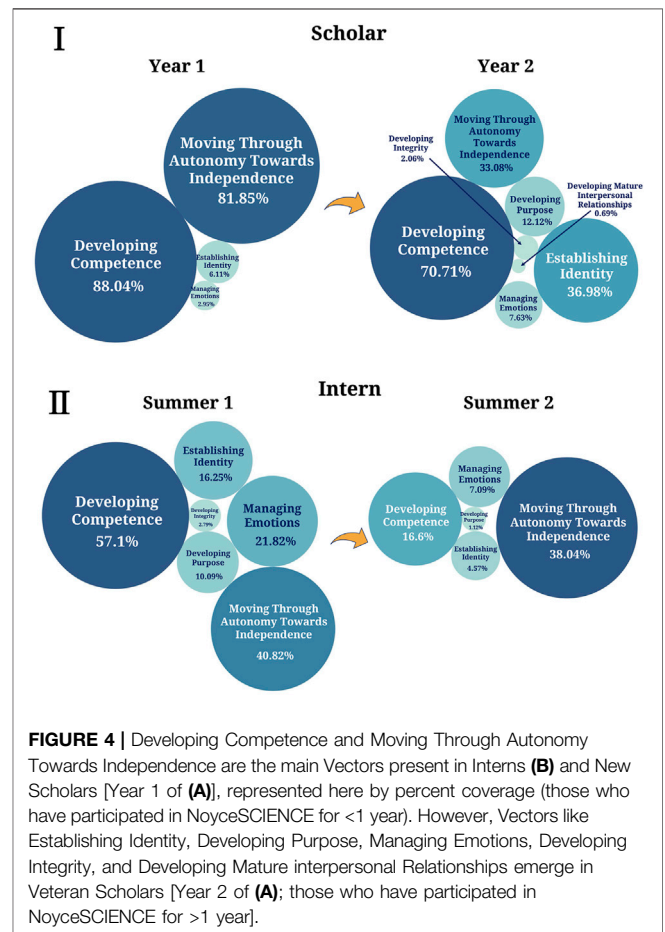 I
Scholar
Year 1
Moving Through
Autonomy Towards
Independence
81.85%
Developing
Competence
88.04%
Establishing
Identity
6.11%
Managing
Emotions
2.95%
Year 2
Moving Through
Autonomy Towards
Independence
33.08%
Developing
Integrity
2.06%
Developing Mature
Interpersonal
Relationships
0.69%
Developing
Purpose
12.12%
Developing
Competence
70.71%
Establishing
Identity
36.98%
Managing
Emotions
7.63%
II
Intern
Summer 1
Establishing
Identity
16.25%
Developing
Competence
57.1%
Developing
Integrity
2.79%
Managing
Emotions
21.82%
Developing
Purpose
10.09%
Moving Through
Autonomy Towards
Independence
40.82%
Summer 2
Managing
Emotions
7.09%
Developing
Competence
16.6%
Developing
Purpose
Establishing
Identity
4.57%
Moving Through
Autonomy Towards
Independence
38.04%
FIGURE 4 | Developing Competence and Moving Through Autonomy
Towards Independence are the main Vectors present in Interns (B) and New
Scholars [Year 1 of (A)], represented here by percent coverage (those who
have participated in NoyceSCIENCE for <1 year). However, Vectors like
Establishing Identity, Developing Purpose, Managing Emotions, Developing
Integrity, and Developing Mature interpersonal Relationships emerge in
Veteran Scholars [Year 2 of (A); those who have participated in
NoyceSCIENCE for >1 year].